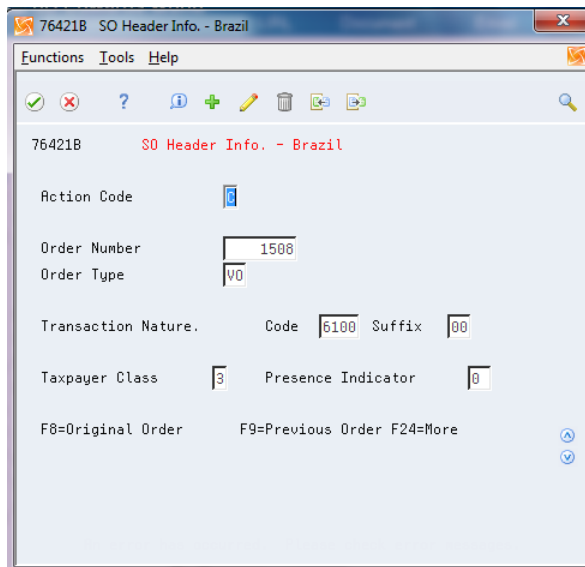 76421B SO Header Info. - Brazil
Functions Tools Help
?
76421B SO Header Info. - Brazil
Action Code C
Order Number 1508
Order Type VO
Transaction Nature. Code 6100 Suffix 00
Taxpayer Class 3 Presence Indicator 0
F8=Original Order F9=Previous Order F24=More